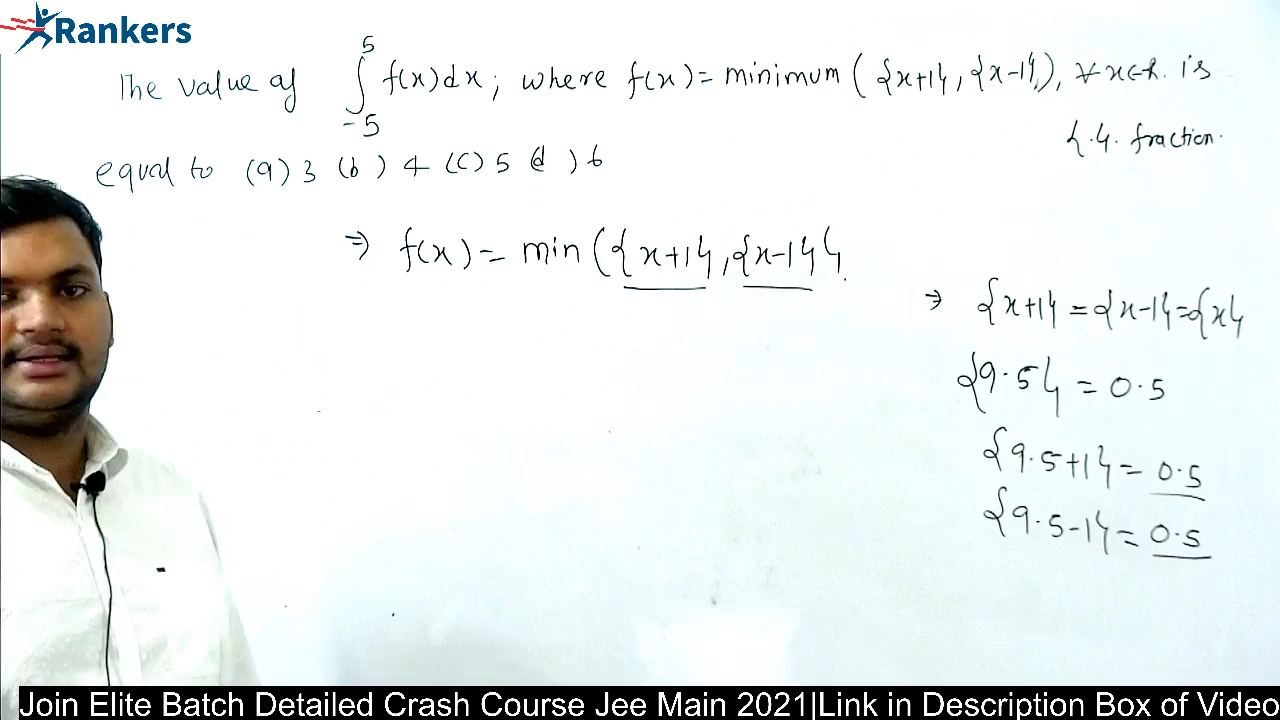 Rankers
The value of ∫_{-5}^{5} f(x)dx ; where f(x) = minimum ( {x+1}, {x-1} ), ∀ x∈R. is
{.}. fraction.
equal to (a) 3 (b) 4 (c) 5 (d) 6
⇒ f(x) = min ({x+1}, {x-1}}
⇒ {x+1} = {x-1} = {x}
{9.5} = 0.5
{9.5+1} = 0.5
{9.5-1} = 0.5
Join Elite Batch Detailed Crash Course Jee Main 2021|Link in Description Box of Video